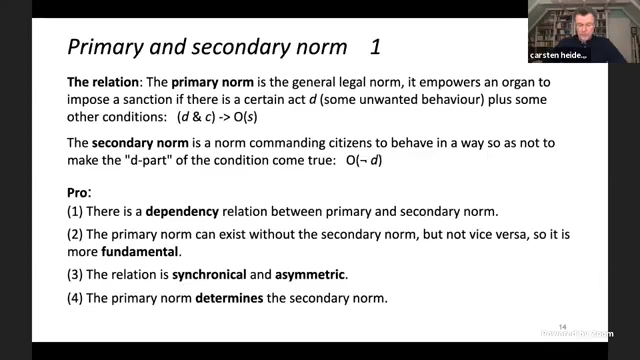 Primary and secondary norm 1
carsten heide...
The relation: The primary norm is the general legal norm, it empowers an organ to
impose a sanction if there is a certain act d (some unwanted behaviour) plus some
other conditions: (d & c) -> O(s)
The secondary norm is a norm commanding citizens to behave in a way so as not to
make the "d-part" of the condition come true: O(¬ d)
Pro:
(1) There is a dependency relation between primary and secondary norm.
(2) The primary norm can exist without the secondary norm, but not vice versa, so it is
more fundamental.
(3) The relation is synchronical and asymmetric.
(4) The primary norm determines the secondary norm.
14
Powered by Zoom